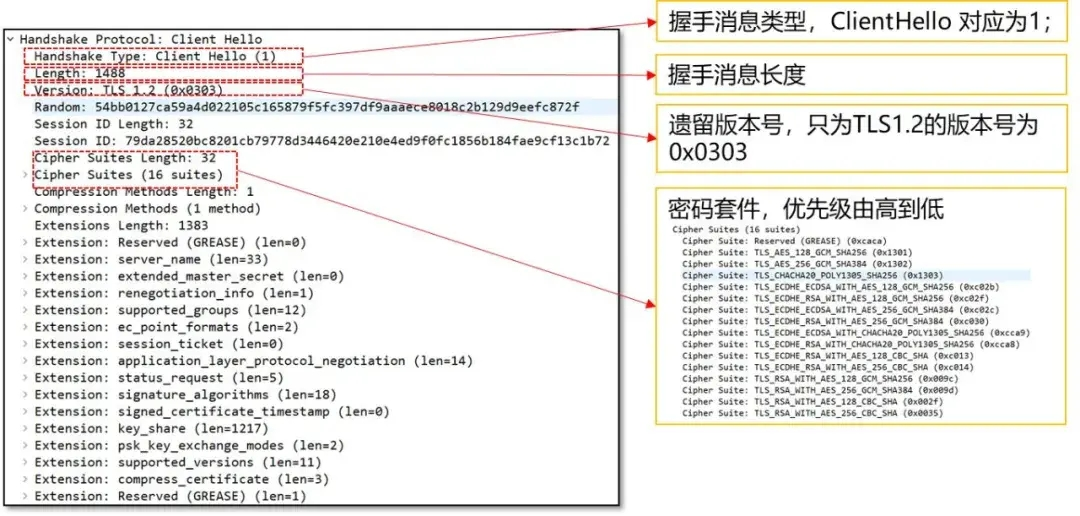 Handshake Protocol: Client Hello
Handshake Type: Client Hello (1)
Length: 1488
Version: TLS 1.2 (0x0303)
Random: 54bb0127ca59a4d022105c165879f5fc397df9aaaece8018c2b129d9eefc872f
Session ID Length: 32
Session ID: 79da28520bc8201cb79778d3446420e210e4ed9f0fc1856b184fae9cf13c1b72
Cipher Suites Length: 32
Cipher Suites (16 suites)
Compression Methods Length: 1
Compression Methods (1 method)
Extensions Length: 1383
Extension: Reserved (GREASE) (len=0)
Extension: server_name (len=33)
Extension: extended_master_secret (len=0)
Extension: renegotiation_info (len=1)
Extension: supported_groups (len=12)
Extension: ec_point_formats (len=2)
Extension: session_ticket (len=0)
Extension: application_layer_protocol_negotiation (len=14)
Extension: status_request (len=5)
Extension: signature_algorithms (len=18)
Extension: signed_certificate_timestamp (len=0)
Extension: key_share (len=1217)
Extension: psk_key_exchange_modes (len=2)
Extension: supported_versions (len=11)
Extension: compress_certificate (len=3)
Extension: Reserved (GREASE) (len=1)
握手消息类型，ClientHello 对应为1；
握手消息长度
遗留版本号，只为TLS1.2的版本号为
0x0303
密码套件，优先级由高到低
Cipher Suites (16 suites)
Cipher Suite: Reserved (GREASE) (0xcaca)
Cipher Suite: TLS_AES_128_GCM_SHA256 (0x1301)
Cipher Suite: TLS_AES_256_GCM_SHA384 (0x1302)
Cipher Suite: TLS_CHACHA20_POLY1305_SHA256 (0x1303)
Cipher Suite: TLS_ECDHE_ECDSA_WITH_AES_128_GCM_SHA256 (0xc02b)
Cipher Suite: TLS_ECDHE_RSA_WITH_AES_128_GCM_SHA256 (0xc02f)
Cipher Suite: TLS_ECDHE_ECDSA_WITH_AES_256_GCM_SHA384 (0xc02c)
Cipher Suite: TLS_ECDHE_RSA_WITH_AES_256_GCM_SHA384 (0xc030)
Cipher Suite: TLS_ECDHE_ECDSA_WITH_CHACHA20_POLY1305_SHA256 (0xcca9)
Cipher Suite: TLS_ECDHE_RSA_WITH_CHACHA20_POLY1305_SHA256 (0xcca8)
Cipher Suite: TLS_ECDHE_RSA_WITH_AES_128_CBC_SHA (0xc013)
Cipher Suite: TLS_ECDHE_RSA_WITH_AES_256_CBC_SHA (0xc014)
Cipher Suite: TLS_RSA_WITH_AES_128_GCM_SHA256 (0x009c)
Cipher Suite: TLS_RSA_WITH_AES_256_GCM_SHA384 (0x009d)
Cipher Suite: TLS_RSA_WITH_AES_128_CBC_SHA (0x002f)
Cipher Suite: TLS_RSA_WITH_AES_256_CBC_SHA (0x0035)